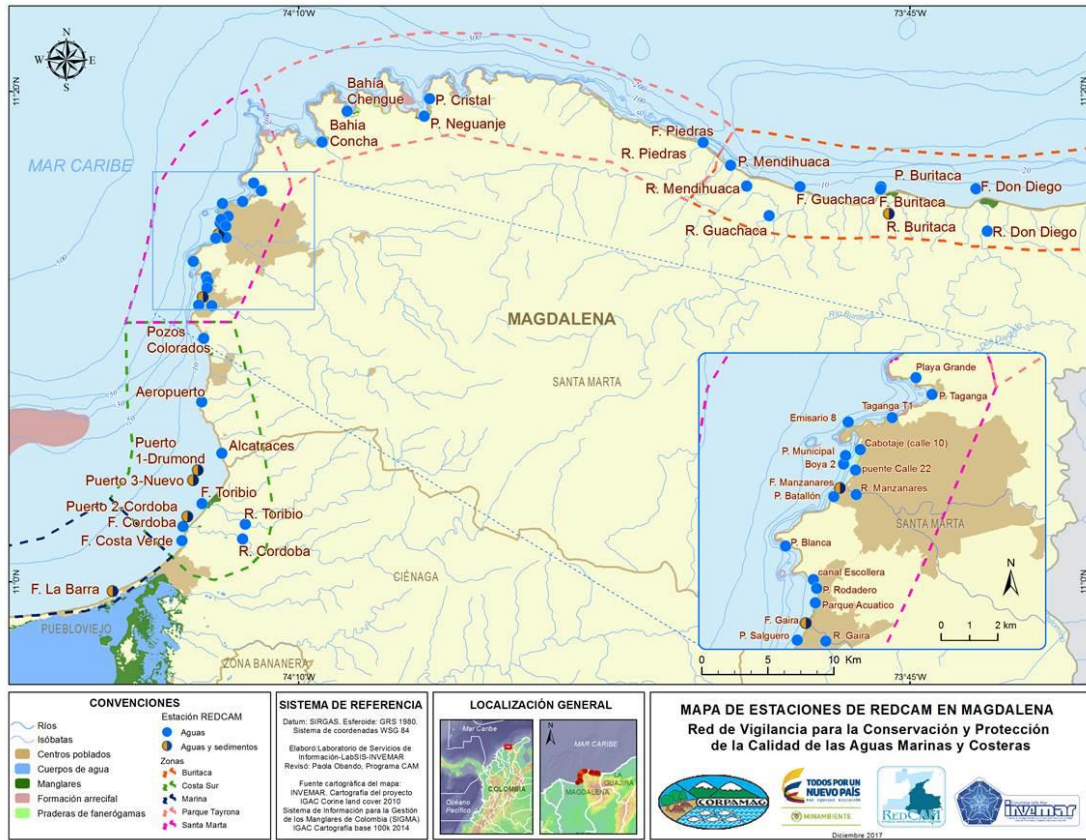 74°10'W
73°45'W
11°20'N
11°20'N
N
W
E
S
MAR CARIBE
Bahía
Chengue
P. Cristal
P. Neguanje
Bahía
Concha
F. Piedras
R. Piedras
P. Mendihuaca
R. Mendihuaca
P. Buritaca
F. Don Diego
F. Guachaca
F. Buritaca
R. Guachaca
R. Buritaca
R. Don Diego
MAGDALENA
Pozos
Colorados
SANTA MARTA
Aeropuerto
Alcatraces
Puerto
1-Drumond
Puerto 3-Nuevo
F. Toribio
Puerto 2-Cordoba
R. Toribio
F. Cordoba
F. Costa Verde
R. Cordoba
CIÉNAGA
F. La Barra
PUEBLOVIEJO
ZONA BANANERA
11°0'N
11°0'N
Playa Grande
P. Taganga
Taganga T1
Emisario 8
Cabotaje (calle 10)
P. Municipal
Boya 2
puente Calle 22
F. Manzanares
R. Manzanares
P. Batallón
SANTA MARTA
P. Blanca
canal Escollera
P. Rodadero
Parque Acuatico
F. Gaira
P. Salguero
R. Gaira
N
0 1 2 km
0 5 10 Km
74°10'W
73°45'W
CONVENCIONES
Ríos
Isóbatas
Centros poblados
Cuerpos de agua
Manglares
Formación arrecifal
Praderas de fanerógamas
Estación REDCAM
Aguas
Aguas y sedimentos
Zonas
Buritaca
Costa Sur
Marina
Parque Tayrona
Santa Marta
SISTEMA DE REFERENCIA
Datum: SIRGAS. Esferoide: GRS 1980.
Sistema de coordenadas WSG 84
Elaboró:Laboratorio de Servicios de
Información-LabSIS-INVEMAR
Revisó: Paola Obando, Programa CAM
Fuente cartográfica del mapa:
INVEMAR, Cartografía del proyecto
IGAC Corine land cover 2010
Sistema de Información para la Gestión
de los Manglares de Colombia (SIGMA)
IGAC Cartografía base 100k 2014
LOCALIZACIÓN GENERAL
Mar Caribe
Océano
Pacífico
COLOMBIA
N
MAR CARIBE
LA
GUAJIRA
MAGDALENA
MAPA DE ESTACIONES DE REDCAM EN MAGDALENA
Red de Vigilancia para la Conservación y Protección
de la Calidad de las Aguas Marinas y Costeras
CORPAMAG
TODOS POR UN
NUEVO PAÍS
PAZ EQUIDAD EDUCACIÓN
MINAMBIENTE
REDCAM
invemar
Diciembre 2017